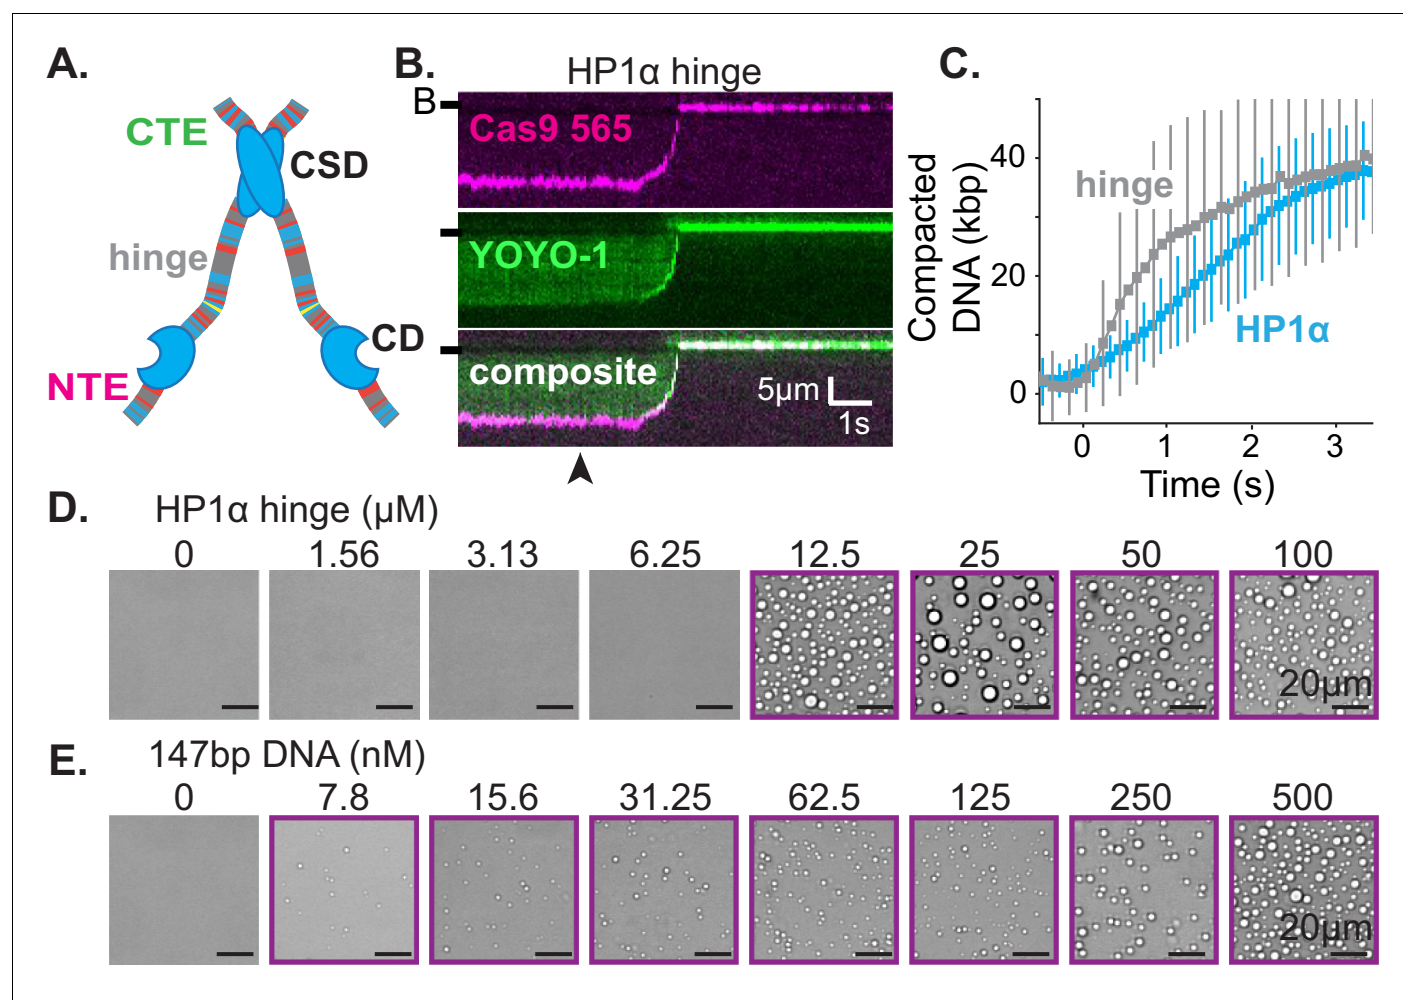 A.
CTE
CSD
hinge
CD
NTE
B.
HP1α hinge
B
Cas9 565
YOYO-1
composite
5μm
1s
C.
Compacted
DNA (kbp)
40
20
0
hinge
HP1α
0 1 2 3
Time (s)
D.
HP1α hinge (μM)
0 1.56 3.13 6.25 12.5 25 50 100
20μm
E.
147bp DNA (nM)
0 7.8 15.6 31.25 62.5 125 250 500
20μm